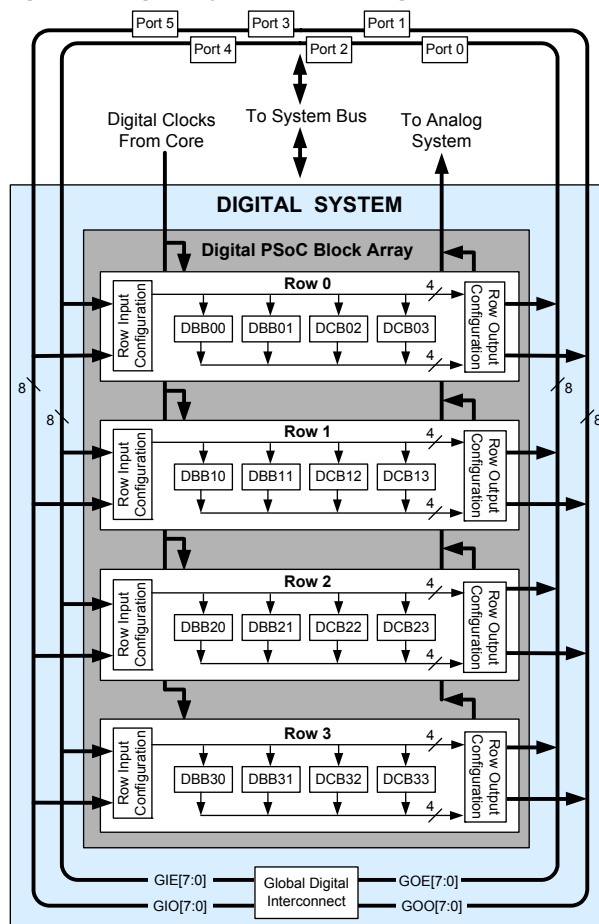 Port 5
Port 3
Port 1
Port 4
Port 2
Port 0
Digital Clocks
From Core
To System Bus
To Analog
System
DIGITAL SYSTEM
Digital PSoC Block Array
Row 0
4
Row Input
Configuration
DBB00
DBB01
DCB02
DCB03
4
Row Output
Configuration
8
8
8
8
Row 1
4
Row Input
Configuration
DBB10
DBB11
DCB12
DCB13
4
Row Output
Configuration
Row 2
4
Row Input
Configuration
DBB20
DBB21
DCB22
DCB23
4
Row Output
Configuration
Row 3
4
Row Input
Configuration
DBB30
DBB31
DCB32
DCB33
4
Row Output
Configuration
GIE[7:0]
GIO[7:0]
Global Digital
Interconnect
GOE[7:0]
GOO[7:0]